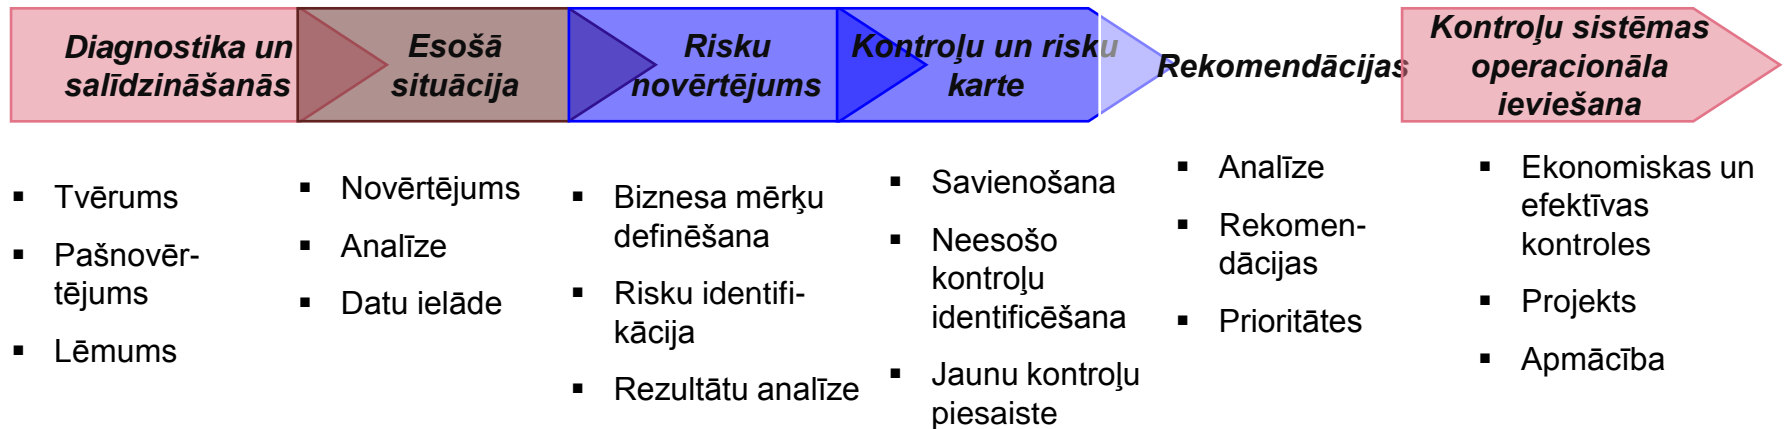 Diagnostika un
salīdzināšanās
Esošā
situācija
Risku
novērtējums
Kontroļu un risku
karte
Rekomendācijas
Kontroļu sistēmas
operacionāla
ieviešana
▪ Tvērums
▪ Pašnovēr-
tējums
▪ Lēmums
▪ Novērtējums
▪ Analīze
▪ Datu ielāde
▪ Biznesa mērķu
definēšana
▪ Risku identifi-
kācija
▪ Rezultātu analīze
▪ Savienošana
▪ Neesošo
kontroļu
identificēšana
▪ Jaunu kontroļu
piesaiste
▪ Analīze
▪ Rekomen-
dācijas
▪ Prioritātes
▪ Ekonomiskas un
efektīvas
kontroles
▪ Projekts
▪ Apmācība